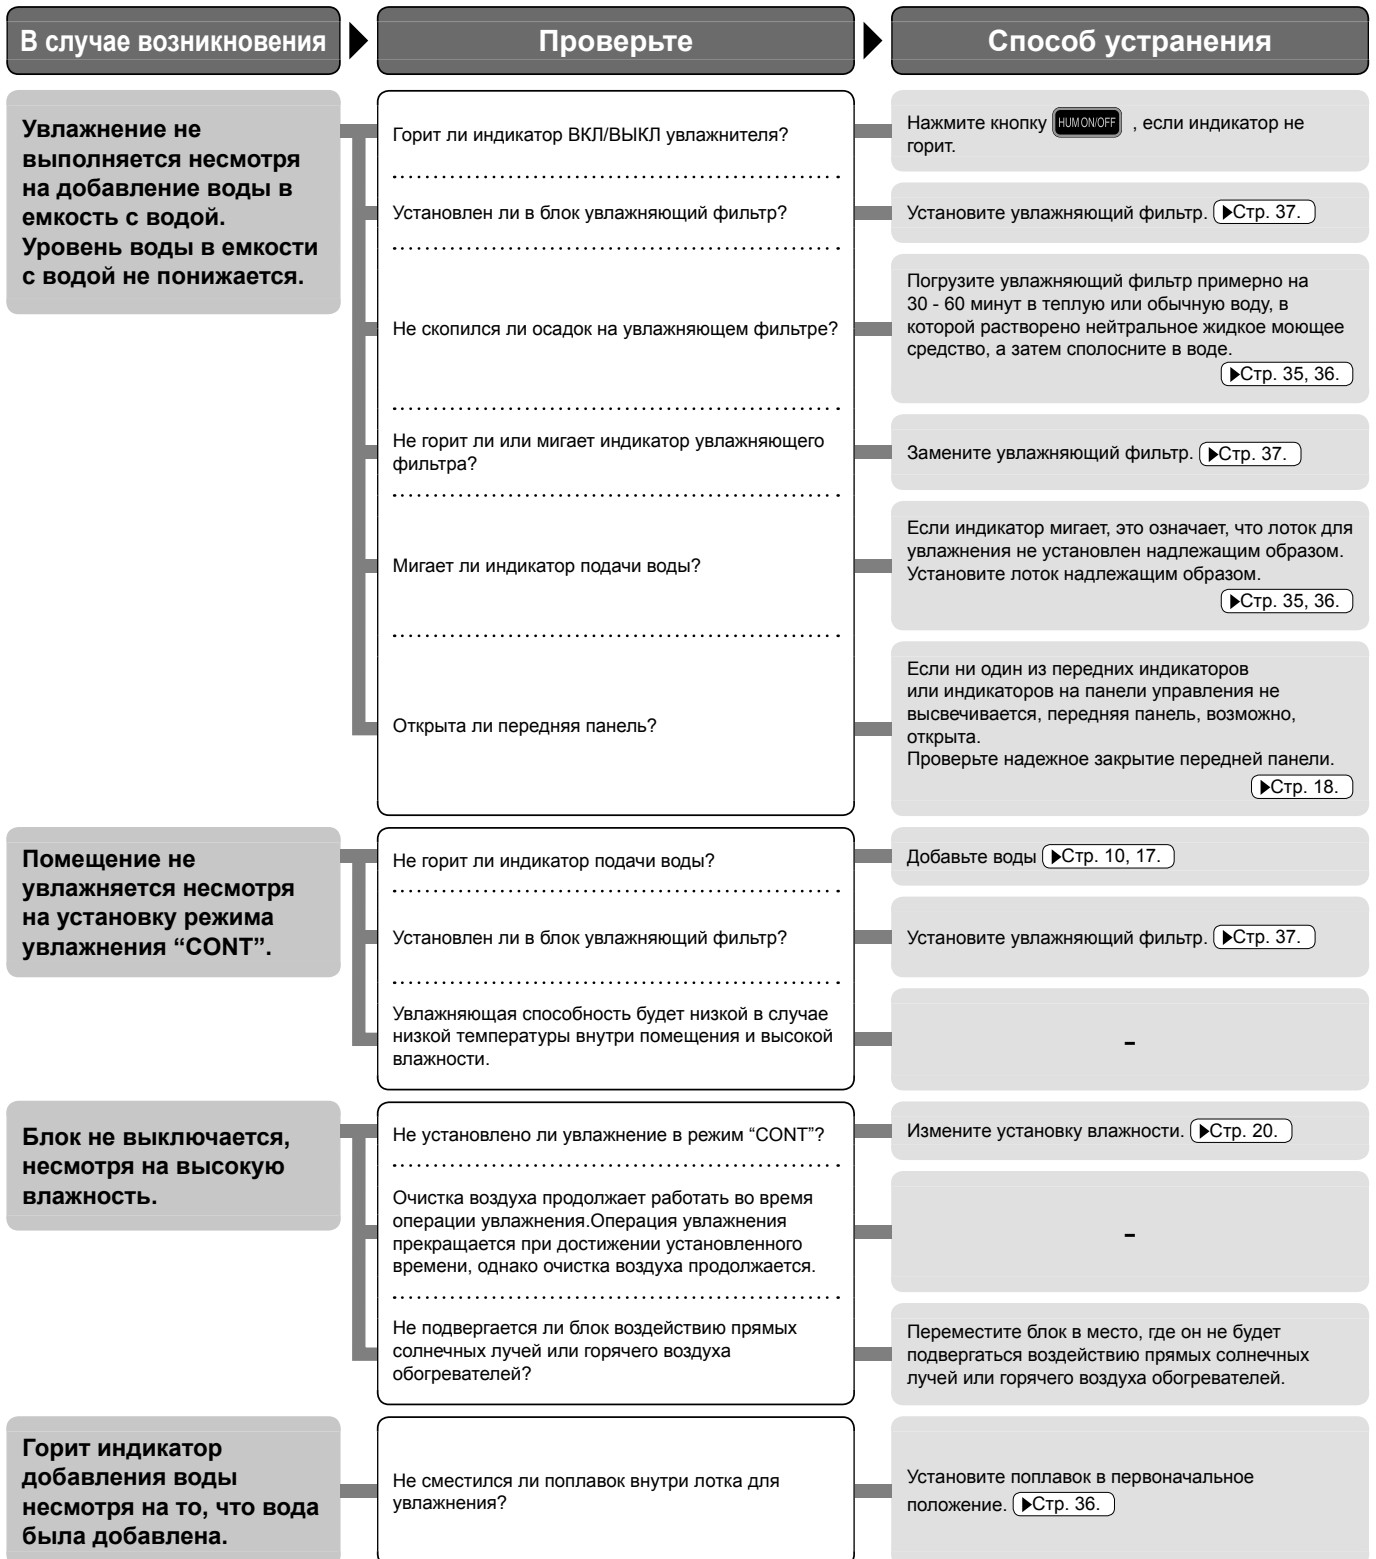 В случае возникновения
Проверьте
Способ устранения
Увлажнение не
выполняется несмотря
на добавление воды в
емкость с водой.
Уровень воды в емкости
с водой не понижается.
Горит ли индикатор ВКЛ/ВЫКЛ увлажнителя?
Нажмите кнопку HUM ON/OFF , если индикатор не
горит.
Установлен ли в блок увлажняющий фильтр?
Установите увлажняющий фильтр. ▶Стр. 37.
Не скопился ли осадок на увлажняющем фильтре?
Погрузите увлажняющий фильтр примерно на
30 - 60 минут в теплую или обычную воду, в
которой растворено нейтральное жидкое моющее
средство, а затем сполосните в воде.
▶Стр. 35, 36.
Не горит ли или мигает индикатор увлажняющего
фильтра?
Замените увлажняющий фильтр. ▶Стр. 37.
Мигает ли индикатор подачи воды?
Если индикатор мигает, это означает, что лоток для
увлажнения не установлен надлежащим образом.
Установите лоток надлежащим образом.
▶Стр. 35, 36.
Открыта ли передняя панель?
Если ни один из передних индикаторов
или индикаторов на панели управления не
высвечивается, передняя панель, возможно,
открыта.
Проверьте надежное закрытие передней панели.
▶Стр. 18.
Помещение не
увлажняется несмотря
на установку режима
увлажнения “CONT”.
Не горит ли индикатор подачи воды?
Добавьте воды ▶Стр. 10, 17.
Установлен ли в блок увлажняющий фильтр?
Установите увлажняющий фильтр. ▶Стр. 37.
Увлажняющая способность будет низкой в случае
низкой температуры внутри помещения и высокой
влажности.
-
Блок не выключается,
несмотря на высокую
влажность.
Не установлено ли увлажнение в режим “CONT”?
Измените установку влажности. ▶Стр. 20.
Очистка воздуха продолжает работать во время
операции увлажнения.Операция увлажнения
прекращается при достижении установленного
времени, однако очистка воздуха продолжается.
-
Не подвергается ли блок воздействию прямых
солнечных лучей или горячего воздуха
обогревателей?
Переместите блок в место, где он не будет
подвергаться воздействию прямых солнечных
лучей или горячего воздуха обогревателей.
Горит индикатор
добавления воды
несмотря на то, что вода
была добавлена.
Не сместился ли поплавок внутри лотка для
увлажнения?
Установите поплавок в первоначальное
положение. ▶Стр. 36.